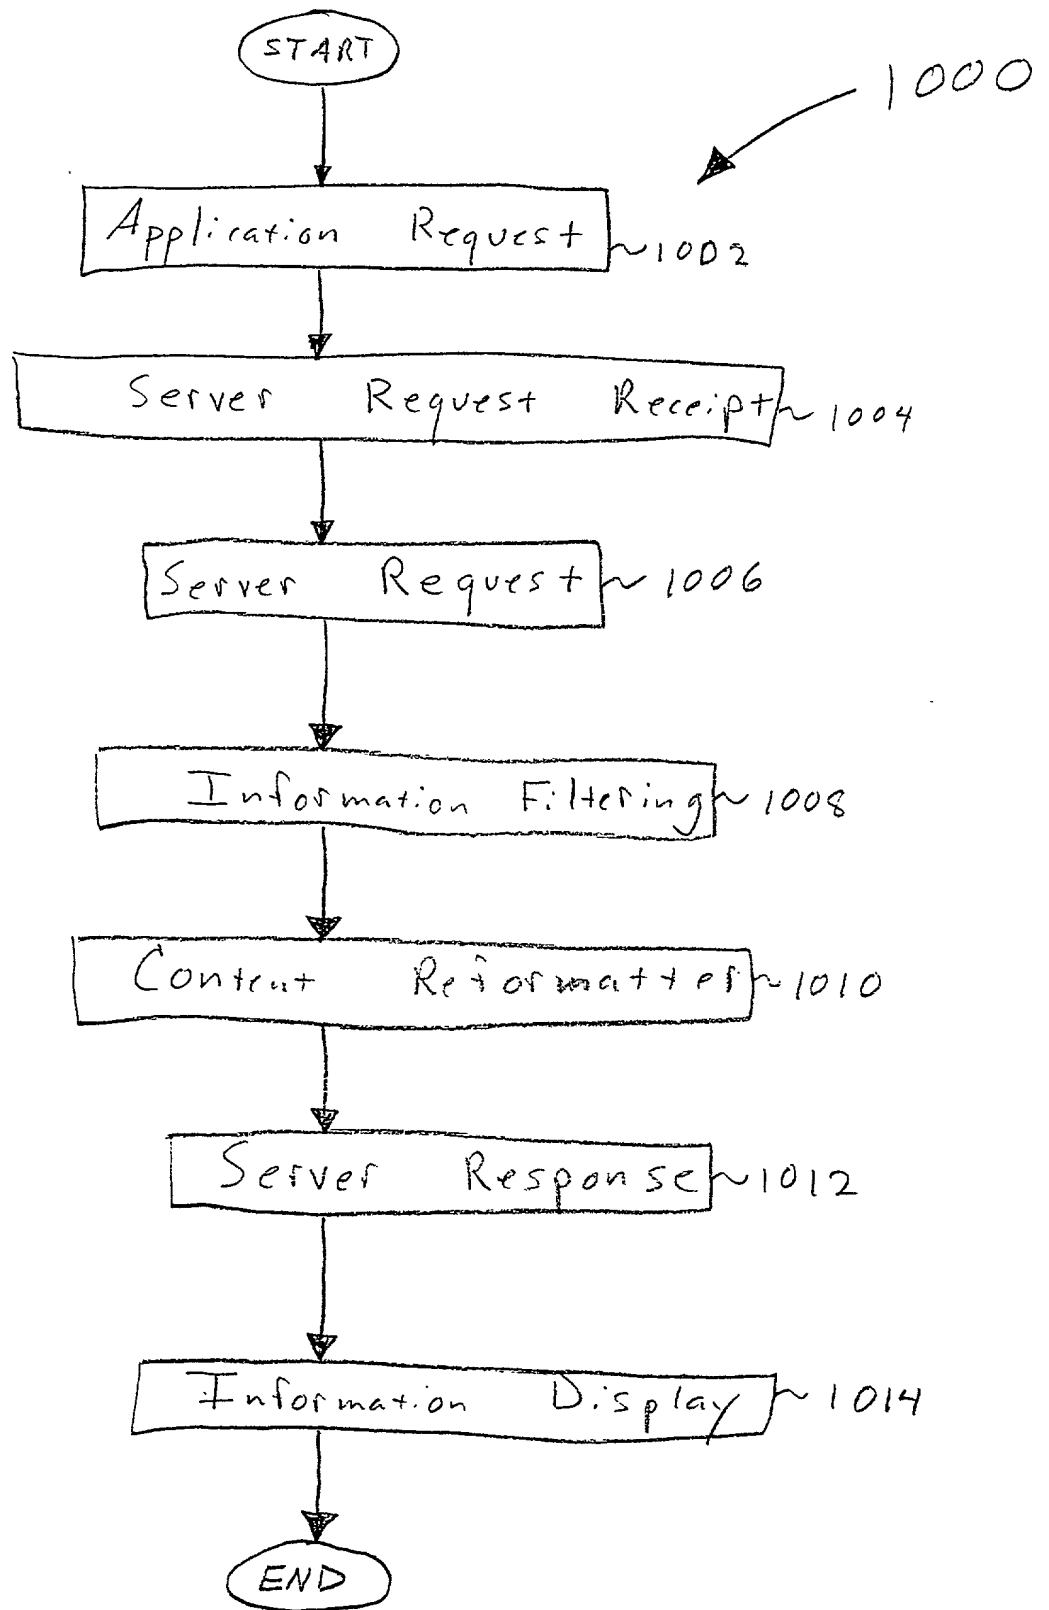 START
1000
Application Request ~1002
Server Request Receipt ~ 1004
Server Request ~ 1006
Information Filtering ~ 1008
Content Reformatter ~1010
Server Response ~1012
Information Display ~ 1014
END